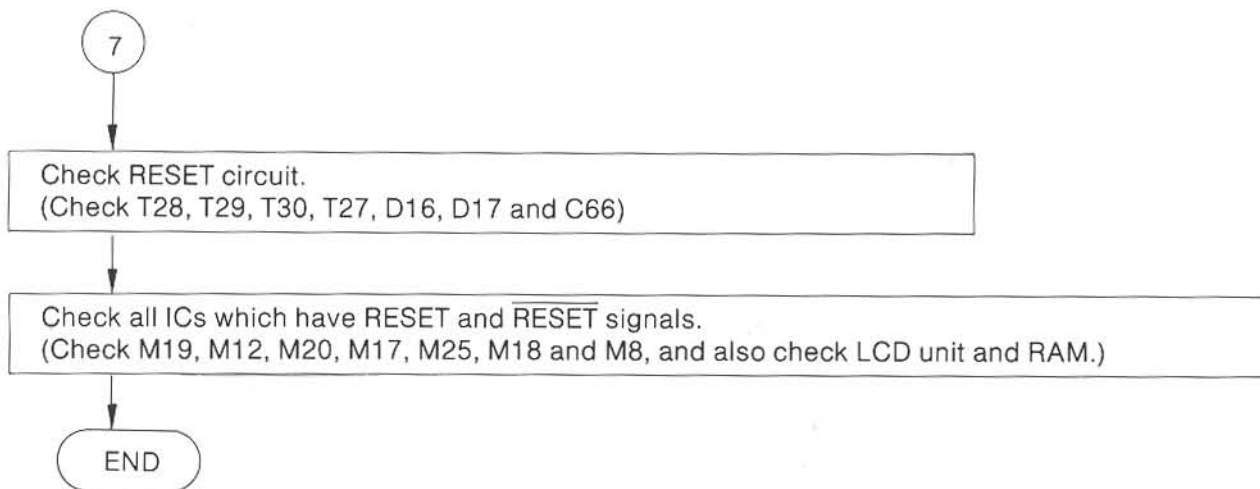 7
Check RESET circuit.
(Check T28, T29, T30, T27, D16, D17 and C66)
Check all ICs which have RESET and R̅E̅S̅E̅T̅ signals.
(Check M19, M12, M20, M17, M25, M18 and M8, and also check LCD unit and RAM.)
END